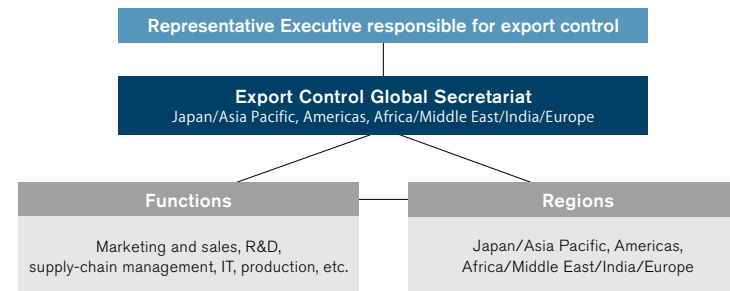 Representative Executive responsible for export control
Export Control Global Secretariat
Japan/Asia Pacific, Americas, Africa/Middle East/India/Europe
Functions
Marketing and sales, R&D,
supply-chain management, IT, production, etc.
Regions
Japan/Asia Pacific, Americas,
Africa/Middle East/India/Europe